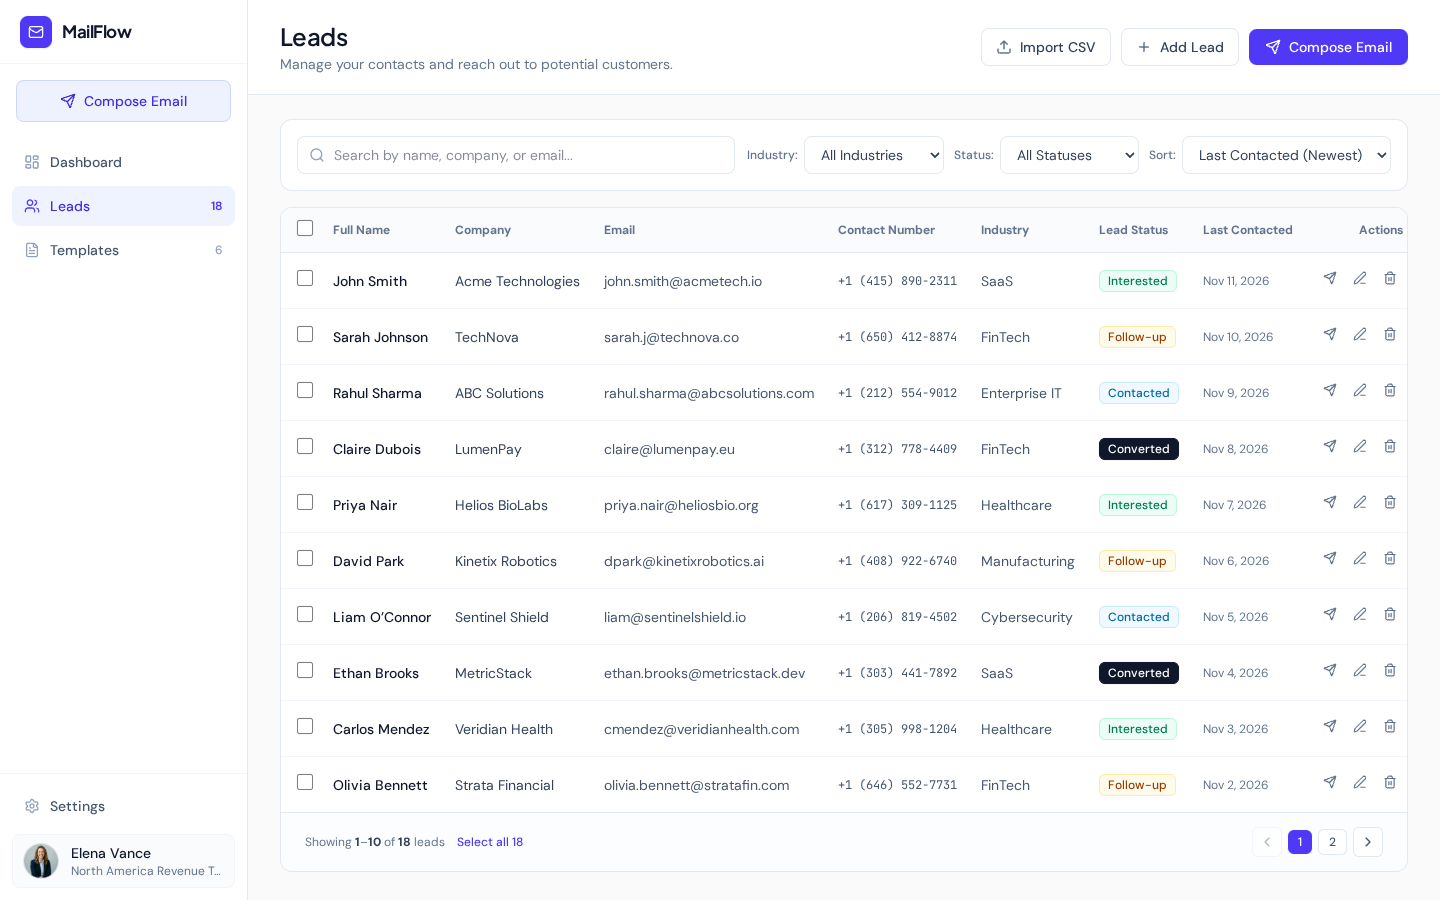 MailFlow
Compose Email
Dashboard
Leads 18
Templates 6
Settings
Elena Vance
North America Revenue T...
Leads
Manage your contacts and reach out to potential customers.
Import CSV
Add Lead
Compose Email
Search by name, company, or email...
Industry: All Industries
Status: All Statuses
Sort: Last Contacted (Newest)
Full Name Company Email Contact Number Industry Lead Status Last Contacted Actions
John Smith Acme Technologies john.smith@acmetech.io +1 (415) 890-2311 SaaS Interested Nov 11, 2026
Sarah Johnson TechNova sarah.j@technova.co +1 (650) 412-8874 FinTech Follow-up Nov 10, 2026
Rahul Sharma ABC Solutions rahul.sharma@abcsolutions.com +1 (212) 554-9012 Enterprise IT Contacted Nov 9, 2026
Claire Dubois LumenPay claire@lumenpay.eu +1 (312) 778-4409 FinTech Converted Nov 8, 2026
Priya Nair Helios BioLabs priya.nair@heliosbio.org +1 (617) 309-1125 Healthcare Interested Nov 7, 2026
David Park Kinetix Robotics dpark@kinetixrobotics.ai +1 (408) 922-6740 Manufacturing Follow-up Nov 6, 2026
Liam O’Connor Sentinel Shield liam@sentinelshield.io +1 (206) 819-4502 Cybersecurity Contacted Nov 5, 2026
Ethan Brooks MetricStack ethan.brooks@metricstack.dev +1 (303) 441-7892 SaaS Converted Nov 4, 2026
Carlos Mendez Veridian Health cmendez@veridianhealth.com +1 (305) 998-1204 Healthcare Interested Nov 3, 2026
Olivia Bennett Strata Financial olivia.bennett@stratafin.com +1 (646) 552-7731 FinTech Follow-up Nov 2, 2026
Showing 1–10 of 18 leads Select all 18
1 2